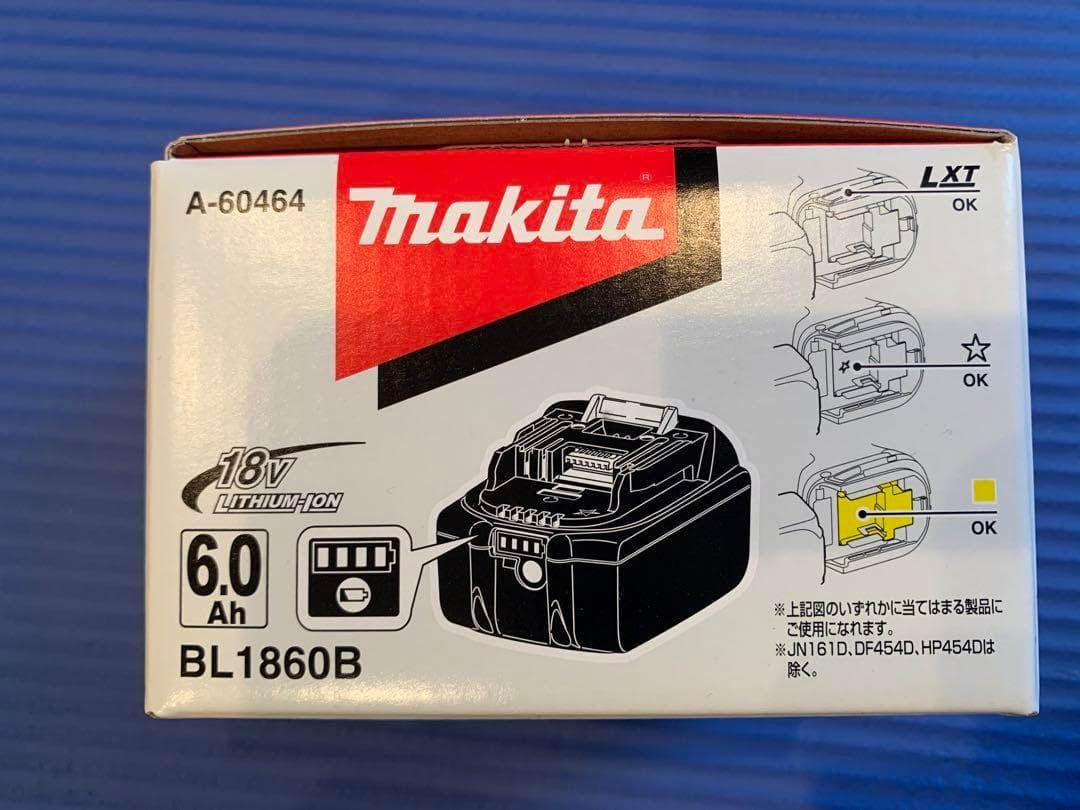 A-60464
makita®
LXT
OK
☆
OK
OK
18V
LITHIUM-ION
6.0
Ah
BL1860B
※上記図のいずれかに当てはまる製品に
ご使用になれます。
※JN161D、DF454D、HP454Dは
除く。